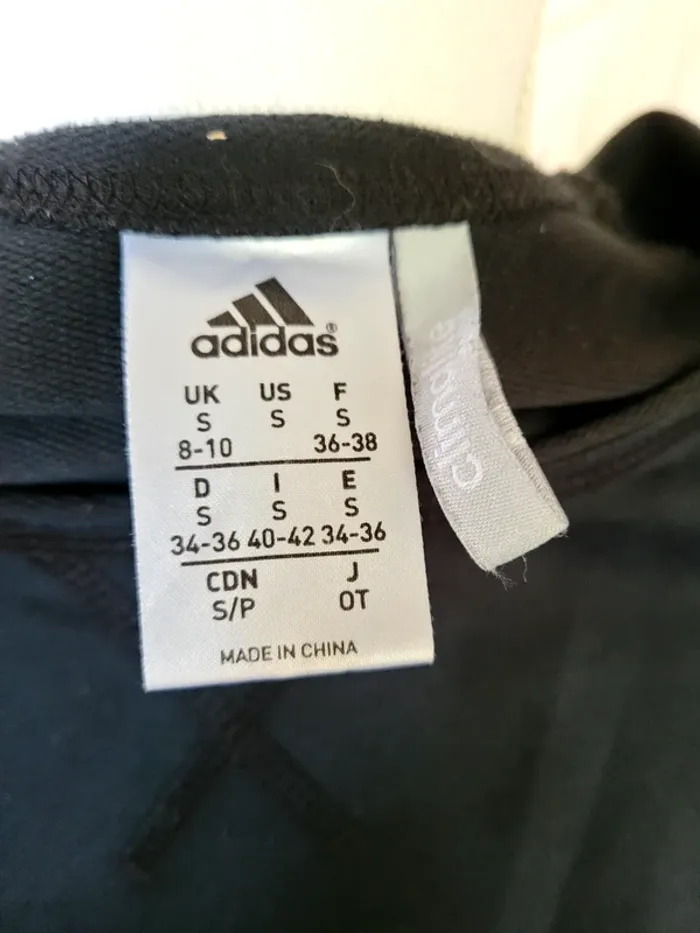 adidas®
UK US F
S S S
8-10 36-38
D I E
S S S
34-36 40-42 34-36
CDN J
S/P OT
MADE IN CHINA
climalite